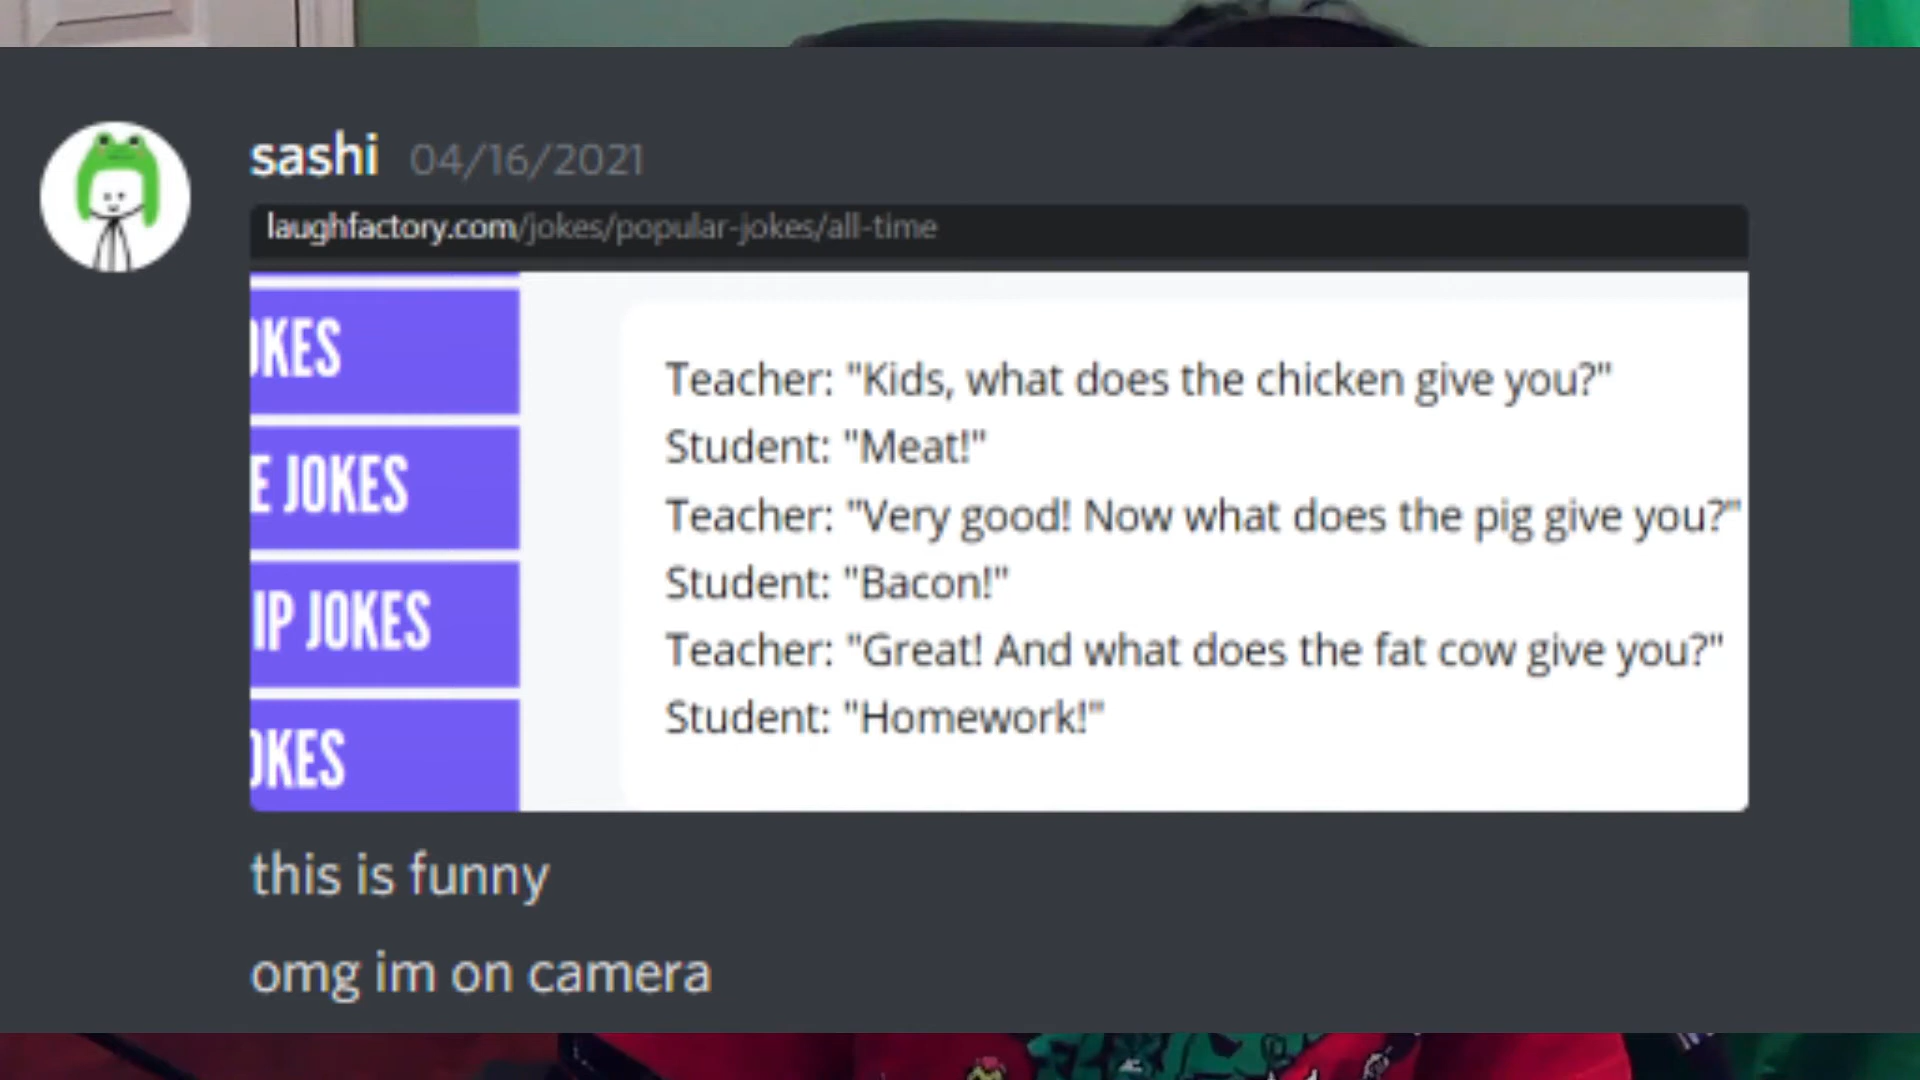 sashi 04/16/2021
laughfactory.com/jokes/popular-jokes/all-time
OKES
E JOKES
IP JOKES
OKES
Teacher: "Kids, what does the chicken give you?"
Student: "Meat!"
Teacher: "Very good! Now what does the pig give you?"
Student: "Bacon!"
Teacher: "Great! And what does the fat cow give you?"
Student: "Homework!"
this is funny
omg im on camera